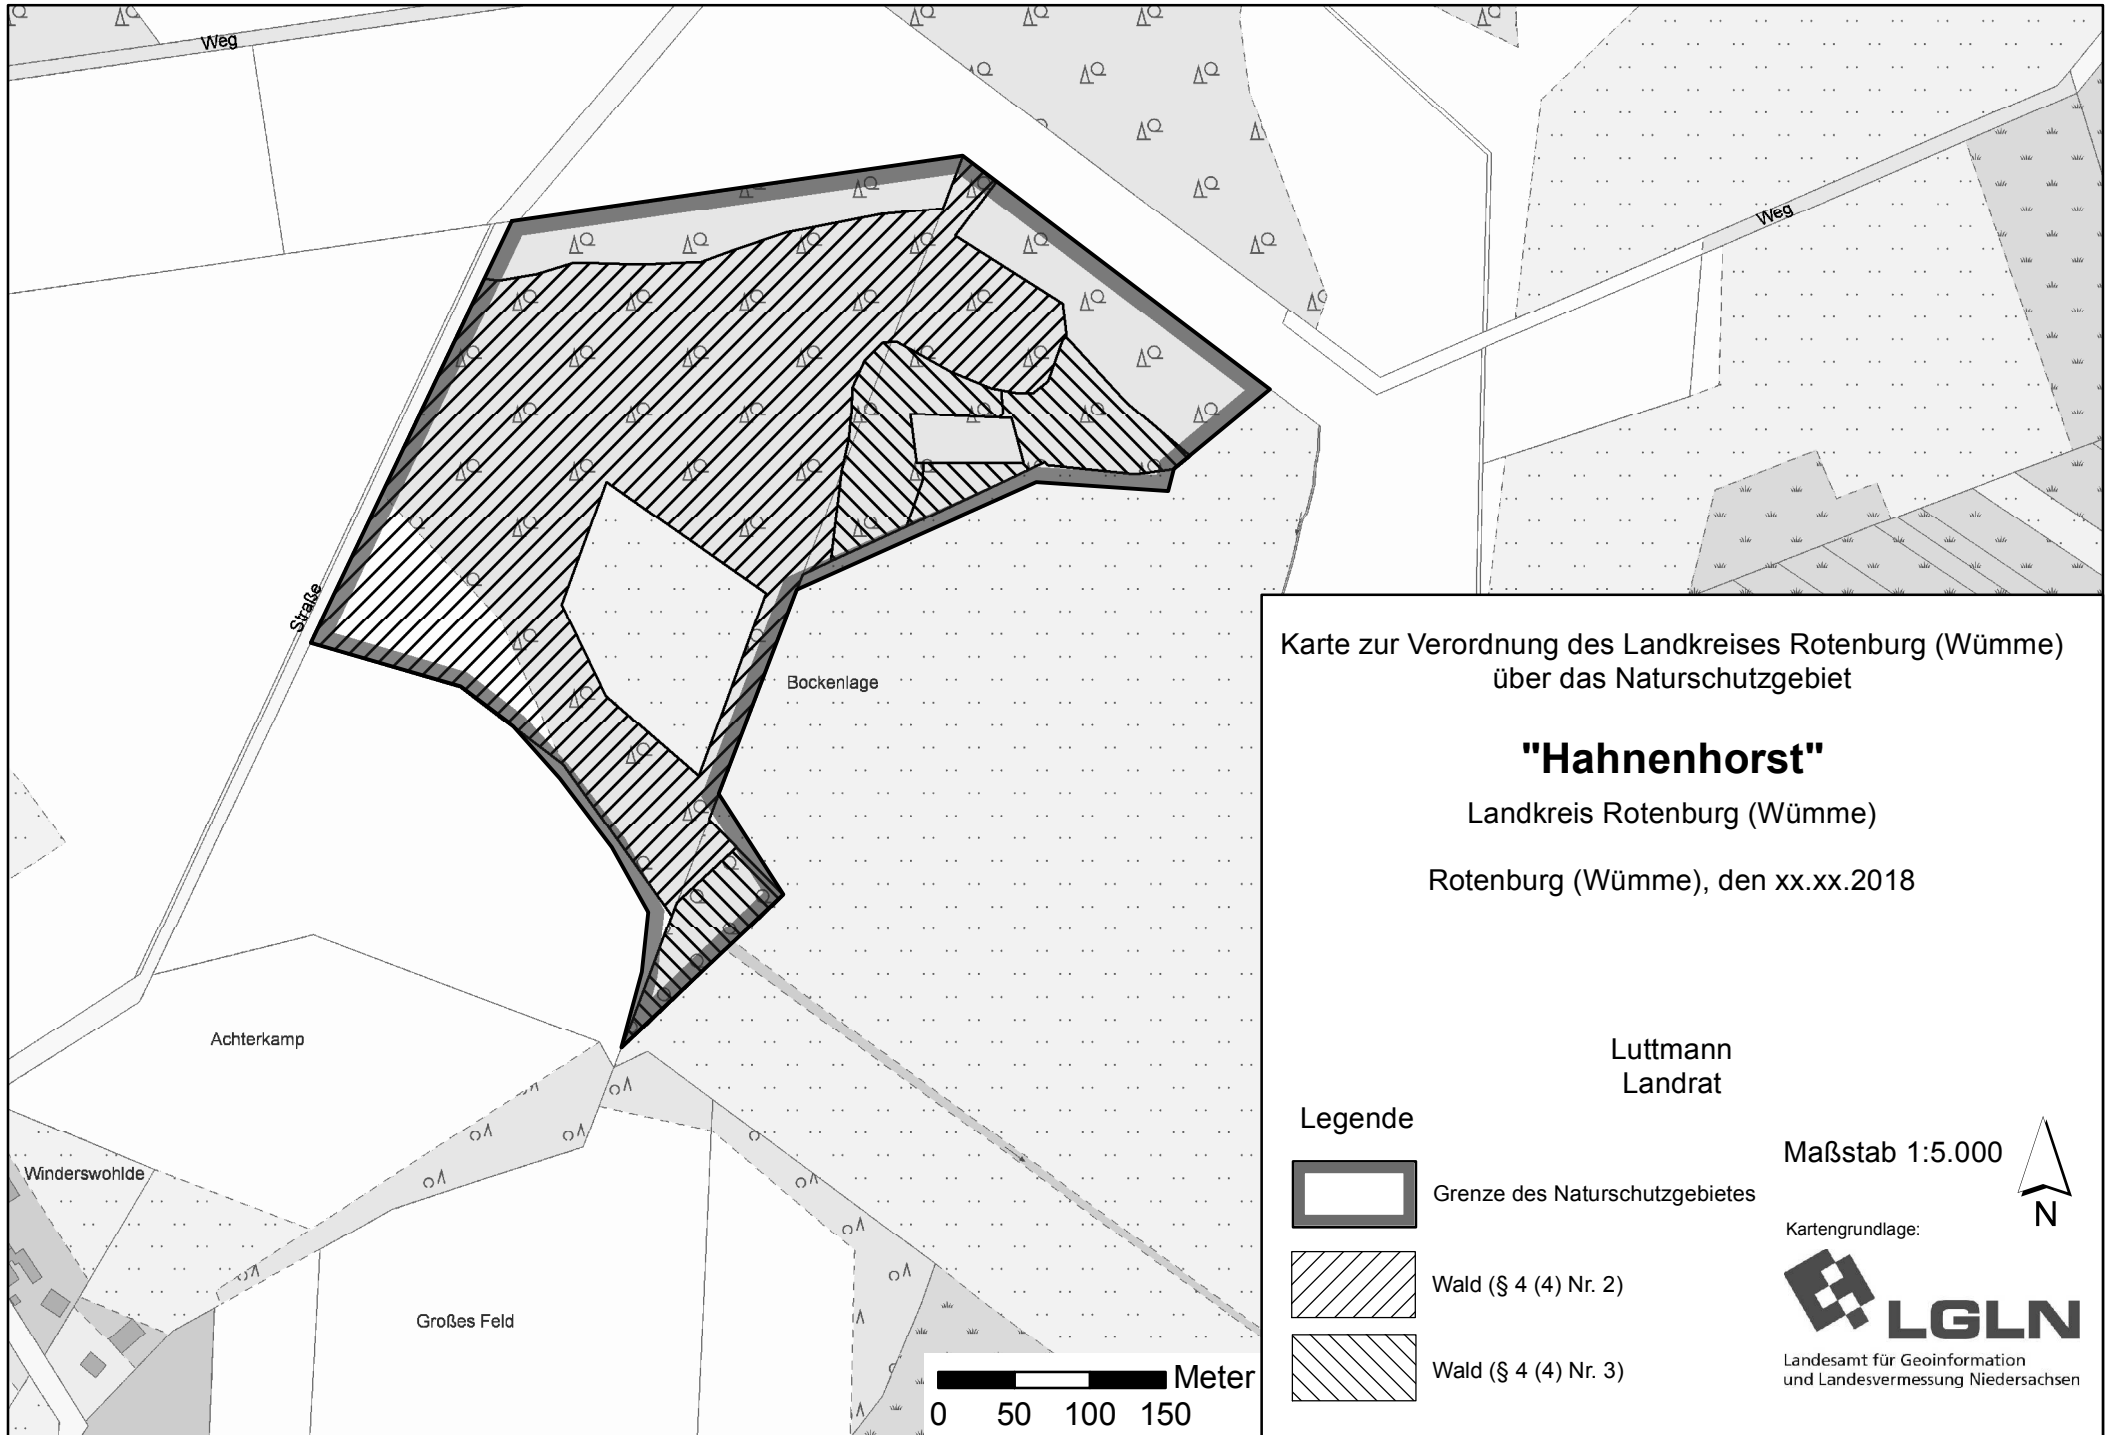 Weg
Weg
Straße
Bockenlage
Achterkamp
Winderswohlde
Großes Feld
Karte zur Verordnung des Landkreises Rotenburg (Wümme)
über das Naturschutzgebiet
"Hahnenhorst"
Landkreis Rotenburg (Wümme)
Rotenburg (Wümme), den xx.xx.2018
Luttmann
Landrat
Legende
Grenze des Naturschutzgebietes
Wald (§ 4 (4) Nr. 2)
Wald (§ 4 (4) Nr. 3)
Maßstab 1:5.000
N
Kartengrundlage:
LGLN
Landesamt für Geoinformation
und Landesvermessung Niedersachsen
Meter
0 50 100 150